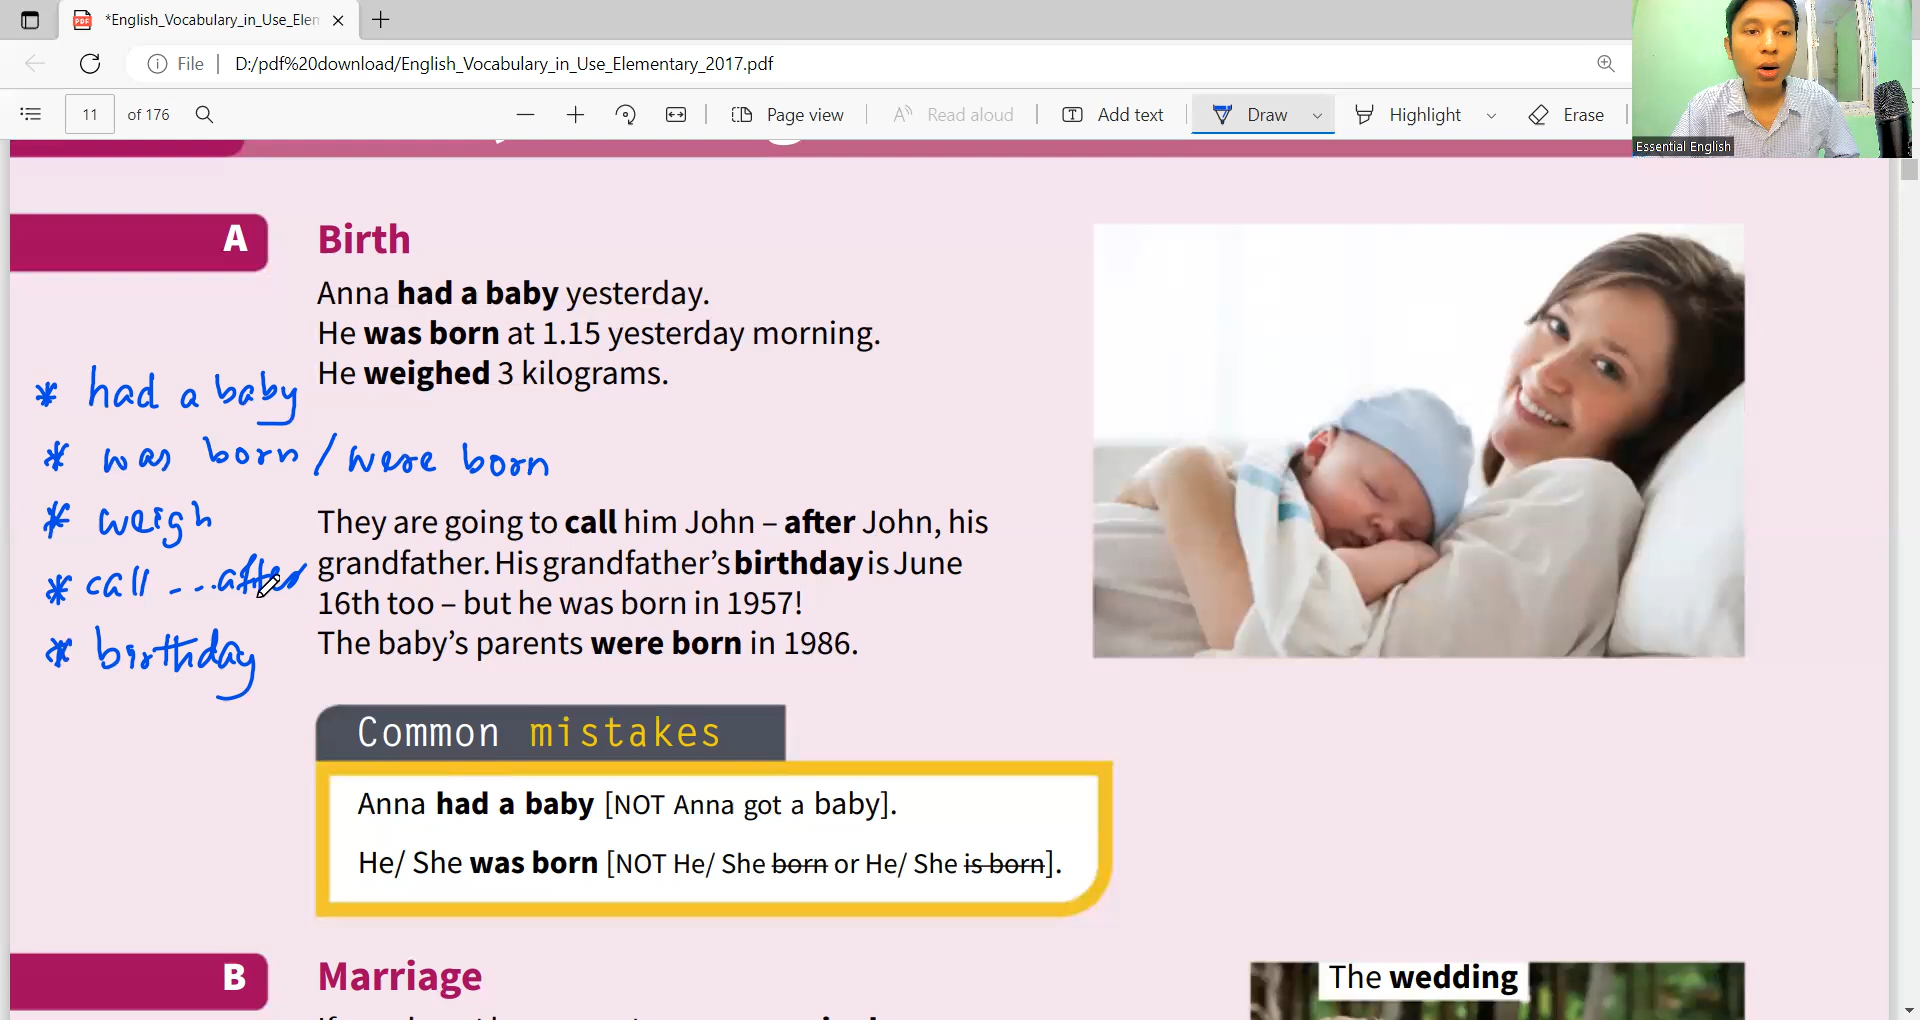 *English_Vocabulary_in_Use_Elem
File
D:/pdf%20download/English_Vocabulary_in_Use_Elementary_2017.pdf
11 of 176
Page view
Read aloud
Add text
Draw
Highlight
Erase
Essential English
A
Birth
Anna had a baby yesterday.
He was born at 1.15 yesterday morning.
He weighed 3 kilograms.
* had a baby
* was born / were born
* weigh
* call - - . . after
* birthday
They are going to call him John – after John, his
grandfather. His grandfather's birthday is June
16th too – but he was born in 1957!
The baby's parents were born in 1986.
Common mistakes
Anna had a baby [NOT Anna got a baby].
He/ She was born [NOT He/ She born or He/ She is born].
B
Marriage
The wedding